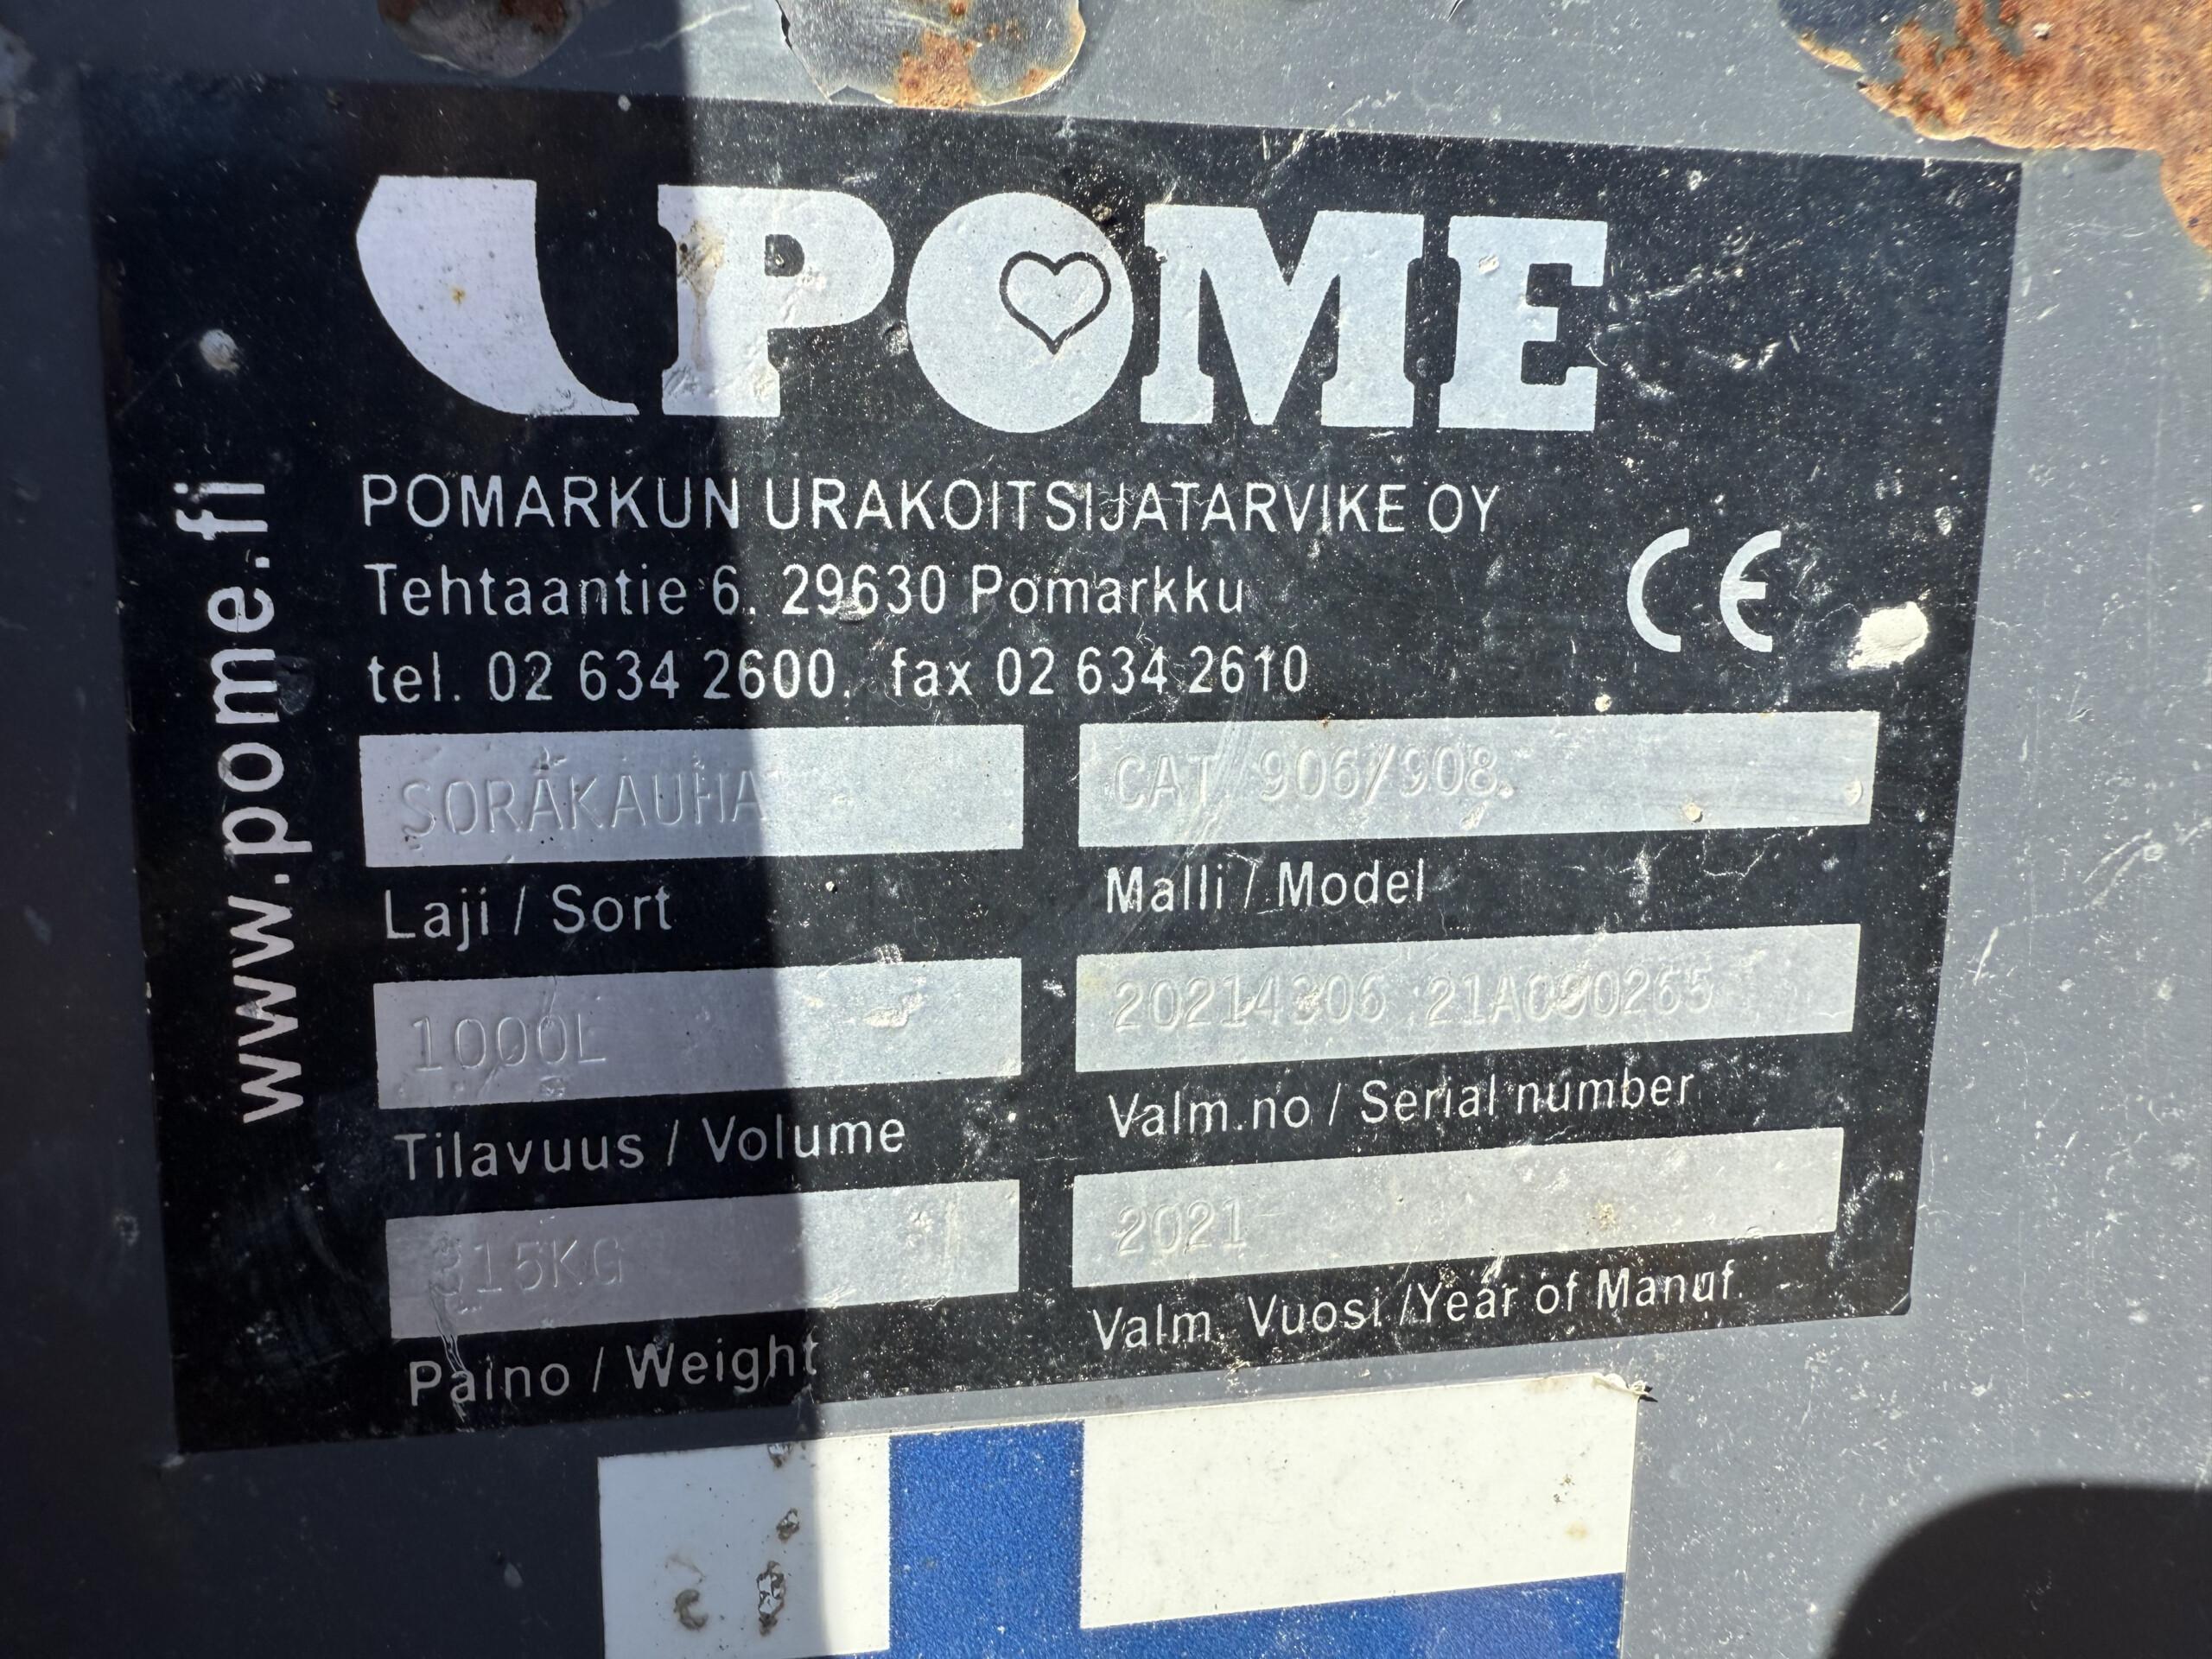 POME
POMARKUN URAKOITSIJATARVIKE OY
Tehtaantie 6, 29630 Pomarkku
tel. 02 634 2600, fax 02 634 2610
CE
www.pome.fi
SORAKAUHA
CAT 906/908
Laji / Sort
Malli / Model
1000L
20214306 21A090265
Tilavuus / Volume
Valm.no / Serial number
315KG
2021
Paino / Weight
Valm. Vuosi /Year of Manuf.